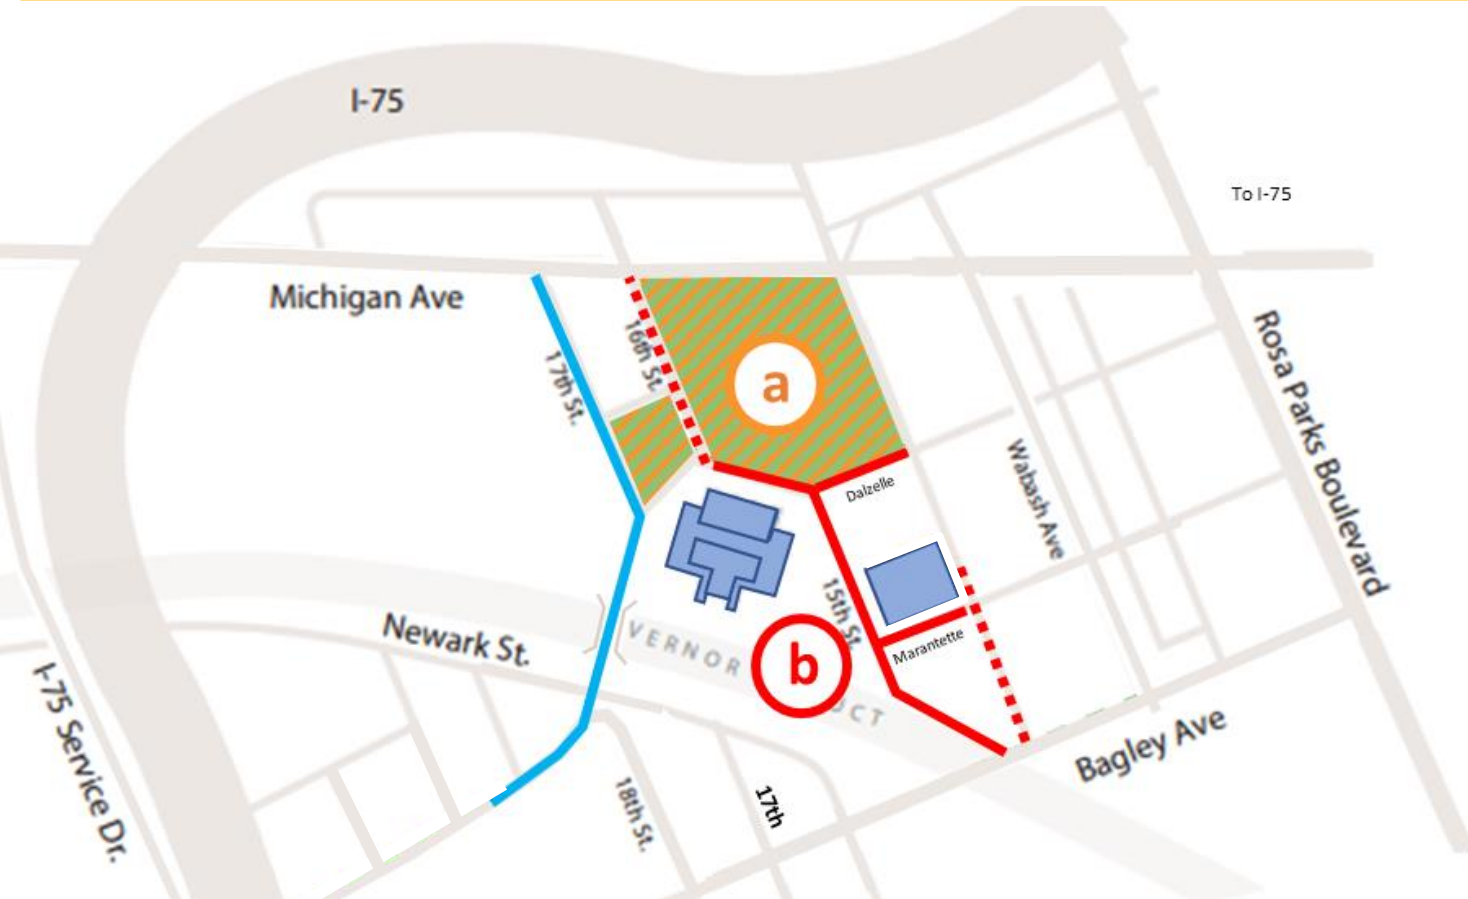 I-75
To I-75
Michigan Ave
16th St.
17th St.
a
Rosa Parks Boulevard
Wabash Ave
Dalzelle
15th St.
Marantette
Newark St.
VERNOR
b
I-75 Service Dr.
Bagley Ave
18th St.
17th